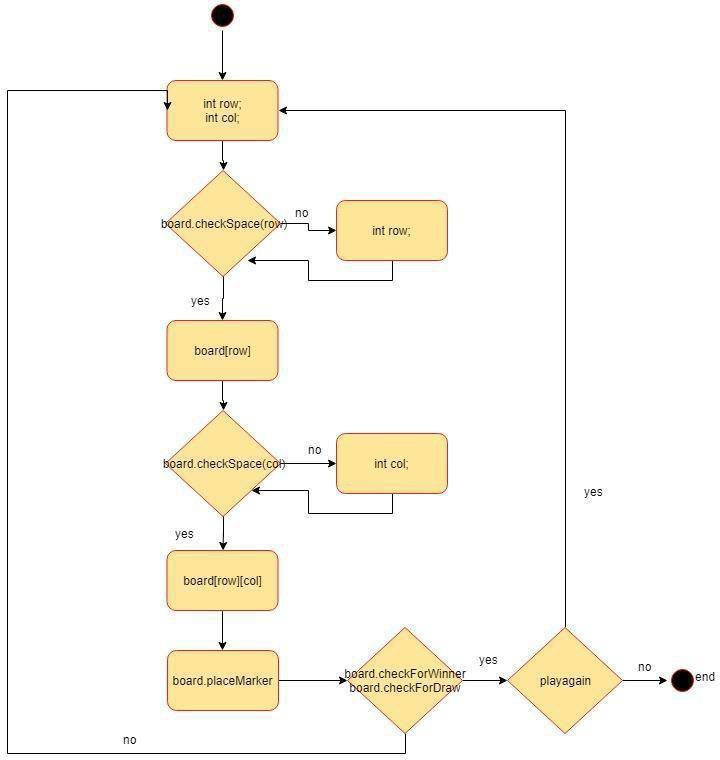 int row;
int col;
board.checkSpace(row)
no
int row;
yes
board[row]
board.checkSpace(col)
no
int col;
yes
yes
board[row][col]
board.placeMarker
board.checkForWinner
board.checkForDraw
yes
playagain
no
end
no